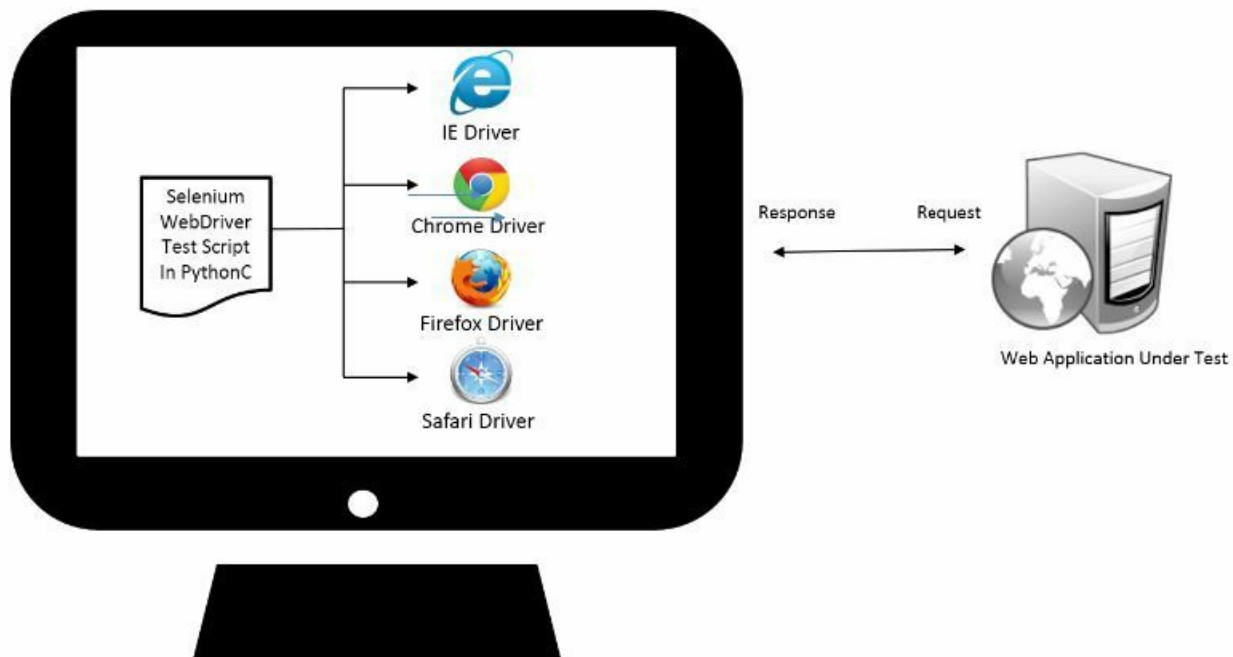 IE Driver
Selenium
WebDriver
Test Script
In PythonC
Chrome Driver
Firefox Driver
Safari Driver
Response
Request
Web Application Under Test